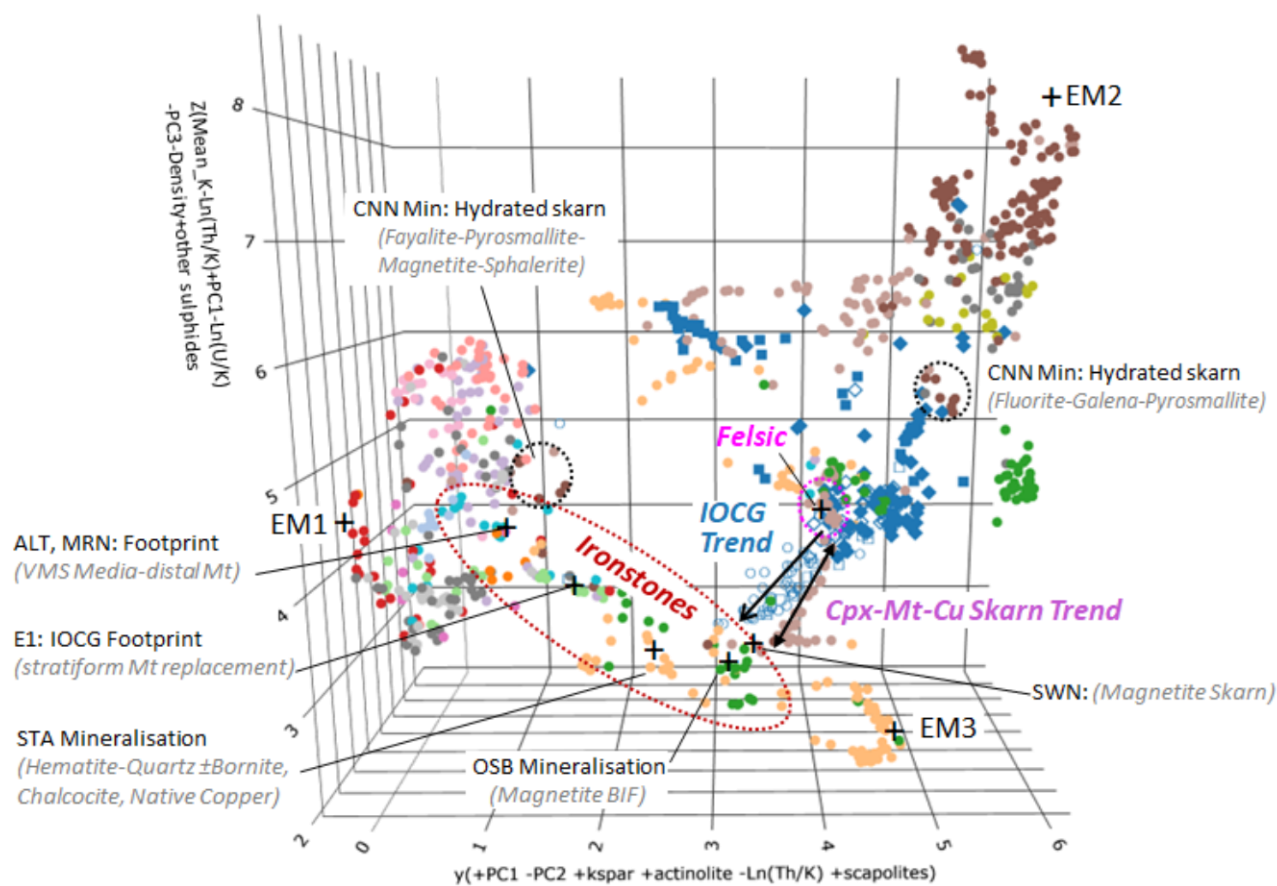 8
+EM2
Z(Mean_K-Ln(Th/K)+PC1-Ln(U/K)
-PC3-Density+other sulphides
CNN Min: Hydrated skarn
(Fayalite-Pyrosmallite-
Magnetite-Sphalerite)
7
6
CNN Min: Hydrated skarn
(Fluorite-Galena-Pyrosmallite)
Felsic
5
EM1
IOCG
Trend
ALT, MRN: Footprint
(VMS Media-distal Mt)
Ironstones
4
Cpx-Mt-Cu Skarn Trend
E1: IOCG Footprint
(stratiform Mt replacement)
SWN: (Magnetite Skarn)
3
EM3
STA Mineralisation
(Hematite-Quartz ±Bornite,
Chalcocite, Native Copper)
OSB Mineralisation
(Magnetite BIF)
2
0 1 2 3 4 5 6
y(+PC1 -PC2 +kspar +actinolite -Ln(Th/K) +scapolites)